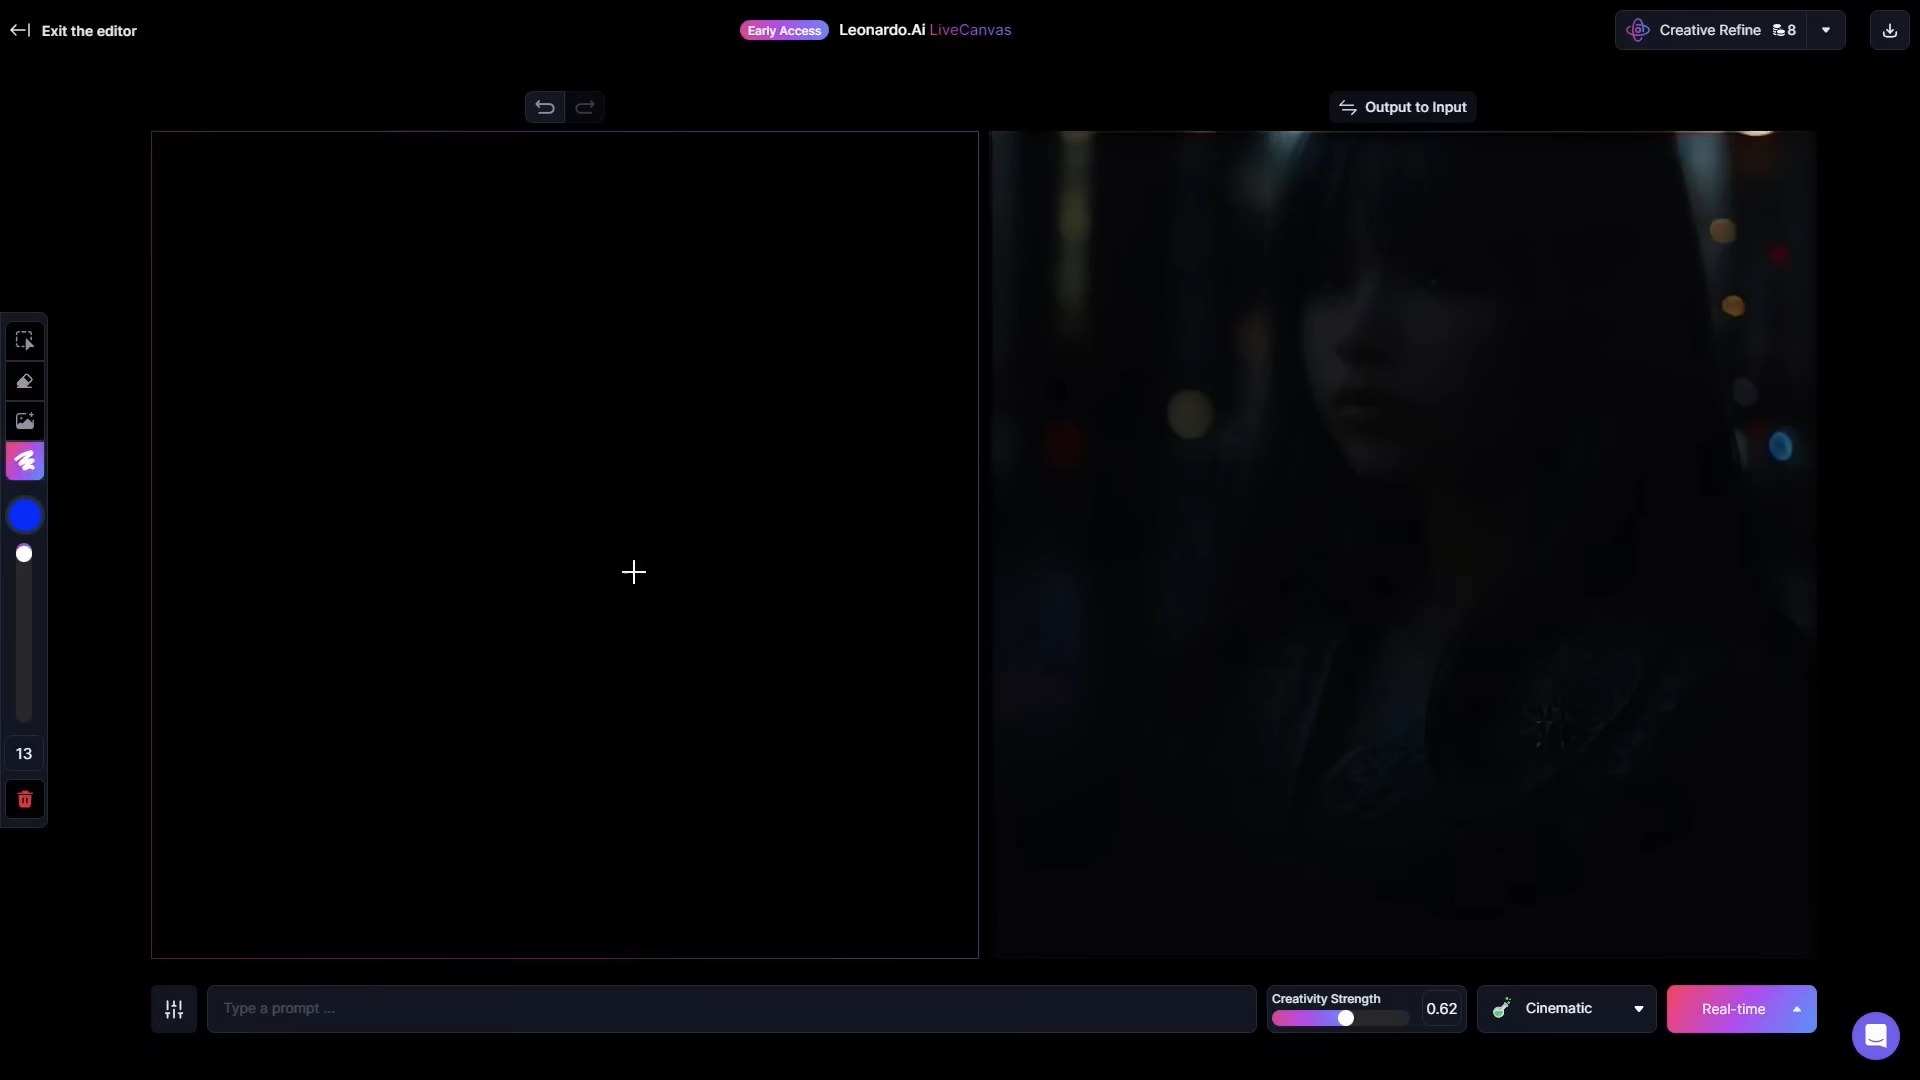 Exit the editor
Early Access Leonardo.Ai LiveCanvas
Creative Refine 8
Output to Input
13
Type a prompt ...
Creativity Strength
0.62
Cinematic
Real-time